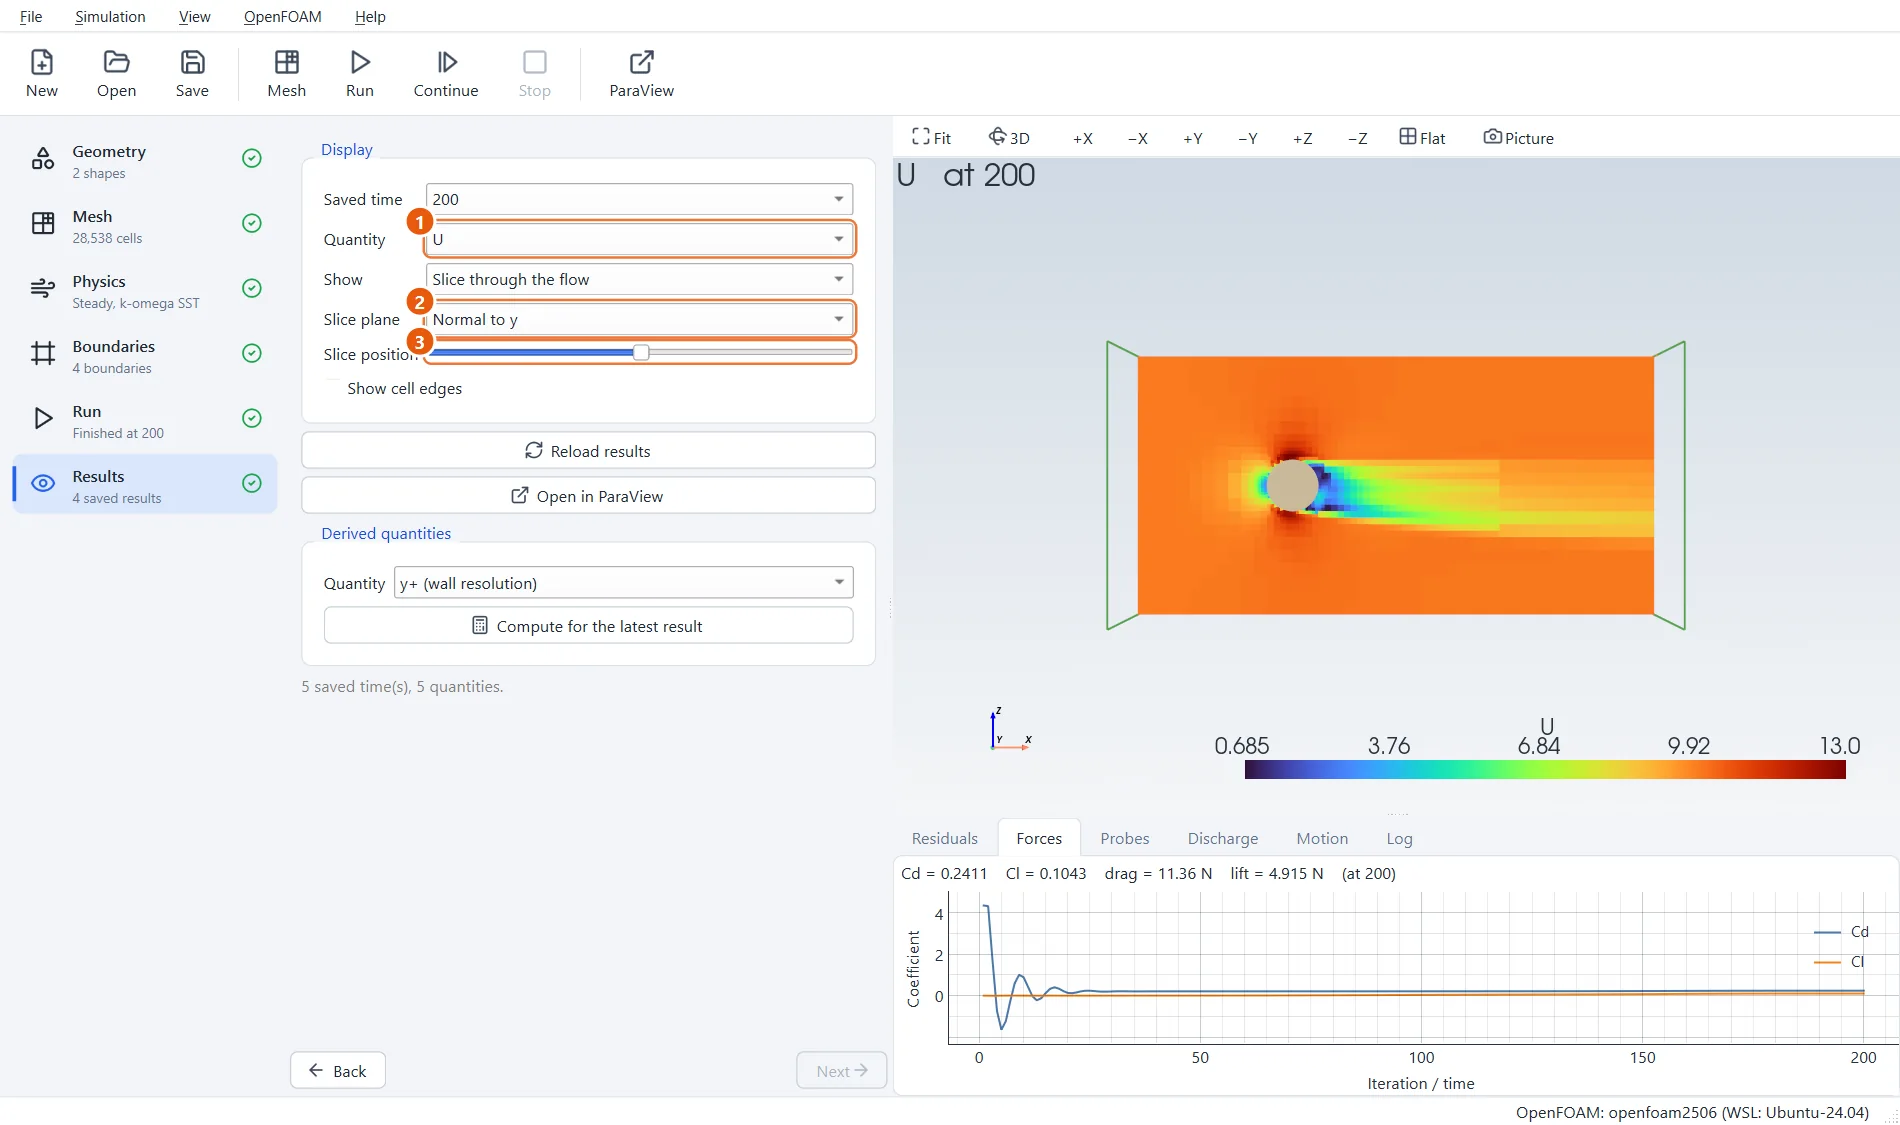 File Simulation View OpenFOAM Help
New Open Save Mesh Run Continue Stop ParaView
Geometry
2 shapes
Mesh
28,538 cells
Physics
Steady, k-omega SST
Boundaries
4 boundaries
Run
Finished at 200
Results
4 saved results
Display
Saved time 200
1
Quantity U
Show Slice through the flow
2
Slice plane Normal to y
3
Slice position
Show cell edges
Reload results
Open in ParaView
Derived quantities
Quantity y+ (wall resolution)
Compute for the latest result
5 saved time(s), 5 quantities.
Back Next
Fit 3D +X −X +Y −Y +Z −Z Flat Picture
U at 200
Z
Y X
U
0.685 3.76 6.84 9.92 13.0
Residuals Forces Probes Discharge Motion Log
Cd = 0.2411 Cl = 0.1043 drag = 11.36 N lift = 4.915 N (at 200)
Coefficient
4
2
0
Cd
Cl
0 50 100 150 200
Iteration / time
OpenFOAM: openfoam2506 (WSL: Ubuntu-24.04)